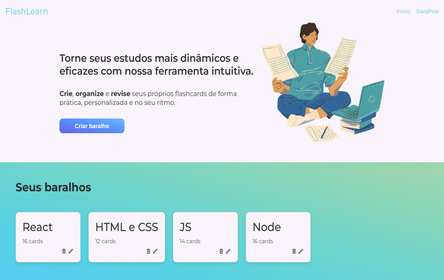 FlashLearn
Início baralhos
Torne seus estudos mais dinâmicos e
eficazes com nossa ferramenta intuitiva.
Crie, organize e revise seus próprios flashcards de forma
prática, personalizada e no seu ritmo.
Criar baralho
Seus baralhos
React
16 cards
HTML e CSS
12 cards
JS
14 cards
Node
16 cards